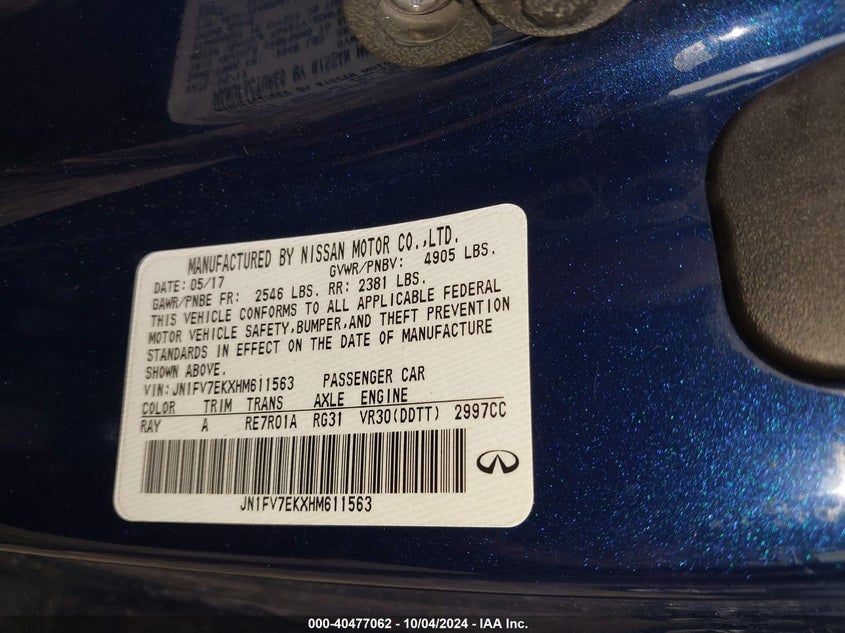 MANUFACTURED BY NISSAN MOTOR CO.,LTD.
DATE: 05/17 GVWR/PNBV: 4905 LBS.
GAWR/PNBE FR: 2546 LBS. RR: 2381 LBS.
THIS VEHICLE CONFORMS TO ALL APPLICABLE FEDERAL
MOTOR VEHICLE SAFETY,BUMPER,AND THEFT PREVENTION
STANDARDS IN EFFECT ON THE DATE OF MANUFACTURE
SHOWN ABOVE.
VIN:JN1FV7EKXHM611563 PASSENGER CAR
COLOR TRIM TRANS AXLE ENGINE
RAY A RE7R01A RG31 VR30(DDTT) 2997CC
JN1FV7EKXHM611563
000-40477062 - 10/04/2024 - IAA Inc.